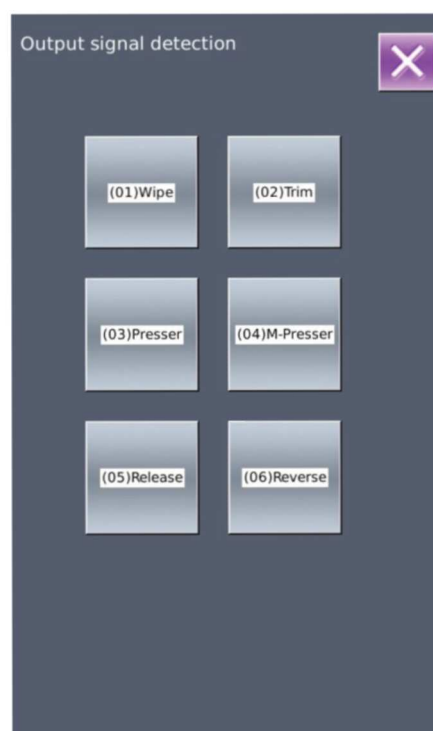 Output signal detection
(01)Wipe
(02)Trim
(03)Presser
(04)M-Presser
(05)Release
(06)Reverse